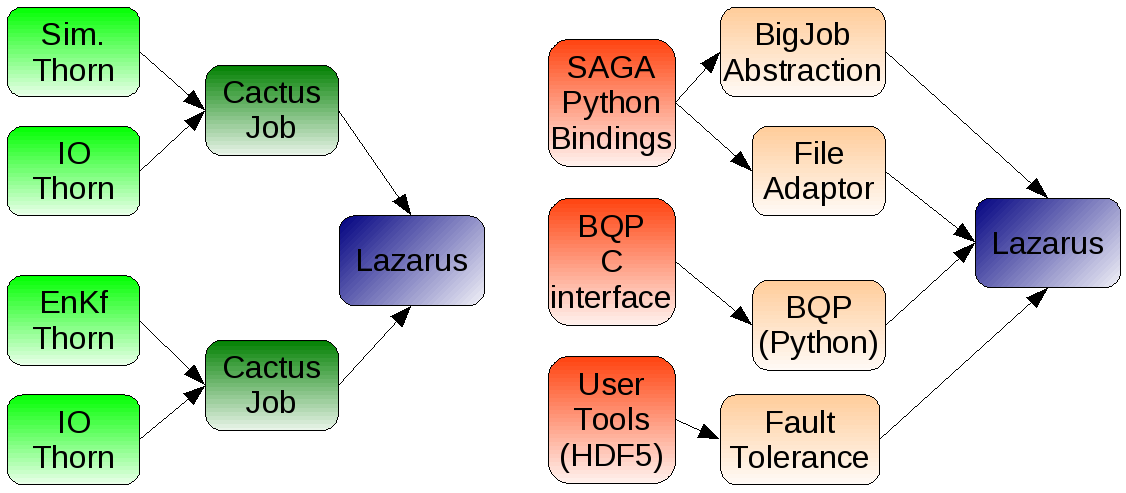 Sim.
Thorn
IO
Thorn
Cactus
Job
EnKf
Thorn
IO
Thorn
Cactus
Job
Lazarus
SAGA
Python
Bindings
BQP
C
interface
User
Tools
(HDF5)
BigJob
Abstraction
File
Adaptor
BQP
(Python)
Fault
Tolerance
Lazarus